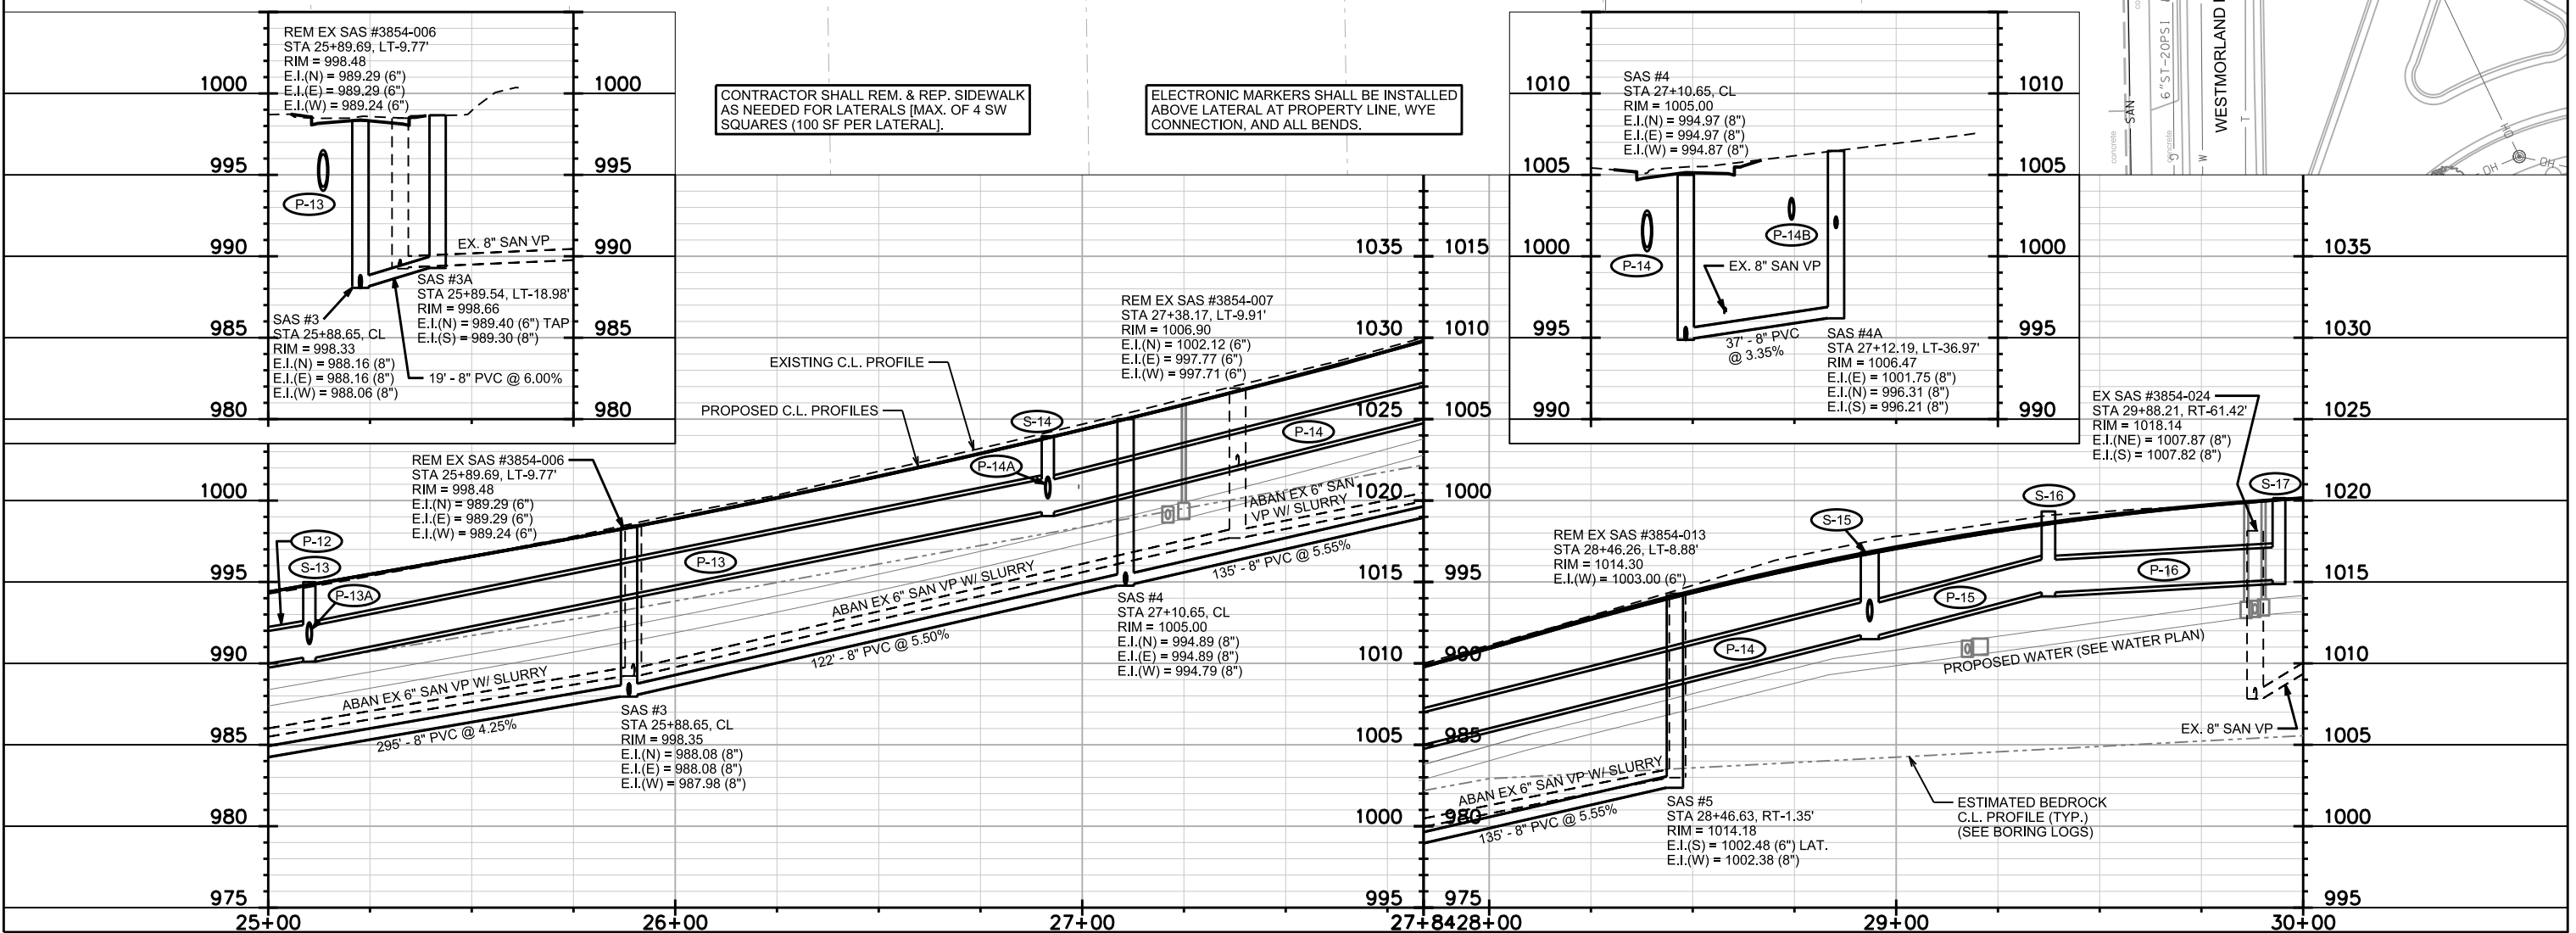 REM EX SAS #3854-006
STA 25+89.69, LT-9.77'
RIM = 998.48
E.I.(N) = 989.29 (6")
E.I.(E) = 989.29 (6")
E.I.(W) = 989.24 (6")
1000
1000
995
995
990
990
985
985
980
980
P-13
EX. 8" SAN VP
SAS #3A
STA 25+89.54, LT-18.98'
RIM = 998.66
E.I.(N) = 989.40 (6") TAP
E.I.(S) = 989.30 (8")
SAS #3
STA 25+88.65, CL
RIM = 998.33
E.I.(N) = 988.16 (8")
E.I.(E) = 988.16 (8")
E.I.(W) = 988.06 (8")
19' - 8" PVC @ 6.00%
CONTRACTOR SHALL REM. & REP. SIDEWALK
AS NEEDED FOR LATERALS [MAX. OF 4 SW
SQUARES (100 SF PER LATERAL].
ELECTRONIC MARKERS SHALL BE INSTALLED
ABOVE LATERAL AT PROPERTY LINE, WYE
CONNECTION, AND ALL BENDS.
SAS #4
STA 27+10.65, CL
RIM = 1005.00
E.I.(N) = 994.97 (8")
E.I.(E) = 994.97 (8")
E.I.(W) = 994.87 (8")
1010
1010
1005
1005
1000
1000
995
995
990
990
P-14
P-14B
EX. 8" SAN VP
37' - 8" PVC
@ 3.35%
SAS #4A
STA 27+12.19, LT-36.97'
RIM = 1006.47
E.I.(E) = 1001.75 (8")
E.I.(N) = 996.31 (8")
E.I.(S) = 996.21 (8")
concrete
SAN
6"ST-20PSI
concrete
G
W
WESTMORLAND
T
OH
OH
OH
1000
995
990
985
980
975
P-12
S-13
P-13A
REM EX SAS #3854-006
STA 25+89.69, LT-9.77'
RIM = 998.48
E.I.(N) = 989.29 (6")
E.I.(E) = 989.29 (6")
E.I.(W) = 989.24 (6")
ABAN EX 6" SAN VP W/ SLURRY
295' - 8" PVC @ 4.25%
SAS #3
STA 25+88.65, CL
RIM = 998.35
E.I.(N) = 988.08 (8")
E.I.(E) = 988.08 (8")
E.I.(W) = 987.98 (8")
P-13
EXISTING C.L. PROFILE
PROPOSED C.L. PROFILES
S-14
P-14A
ABAN EX 6" SAN VP W/ SLURRY
122' - 8" PVC @ 5.50%
REM EX SAS #3854-007
STA 27+38.17, LT-9.91'
RIM = 1006.90
E.I.(N) = 1002.12 (6")
E.I.(E) = 997.77 (6")
E.I.(W) = 997.71 (6")
P-14
ABAN EX 6" SAN
VP W/ SLURRY
135' - 8" PVC @ 5.55%
SAS #4
STA 27+10.65, CL
RIM = 1005.00
E.I.(N) = 994.89 (8")
E.I.(E) = 994.89 (8")
E.I.(W) = 994.79 (8")
1035 1015
1030 1010
1025 1005
1020 1000
1015 995
1010 990
1005 985
1000 980
995 975
REM EX SAS #3854-013
STA 28+46.26, LT-8.88'
RIM = 1014.30
E.I.(W) = 1003.00 (6")
P-14
ABAN EX 6" SAN VP W/ SLURRY
135' - 8" PVC @ 5.55%
SAS #5
STA 28+46.63, RT-1.35'
RIM = 1014.18
E.I.(S) = 1002.48 (6") LAT.
E.I.(W) = 1002.38 (8")
S-15
P-15
S-16
P-16
S-17
PROPOSED WATER (SEE WATER PLAN)
EX SAS #3854-024
STA 29+88.21, RT-61.42'
RIM = 1018.14
E.I.(NE) = 1007.87 (8")
E.I.(S) = 1007.82 (8")
EX. 8" SAN VP
ESTIMATED BEDROCK
C.L. PROFILE (TYP.)
(SEE BORING LOGS)
1035
1030
1025
1020
1015
1010
1005
1000
995
25+00
26+00
27+00
27+84
28+00
29+00
30+00